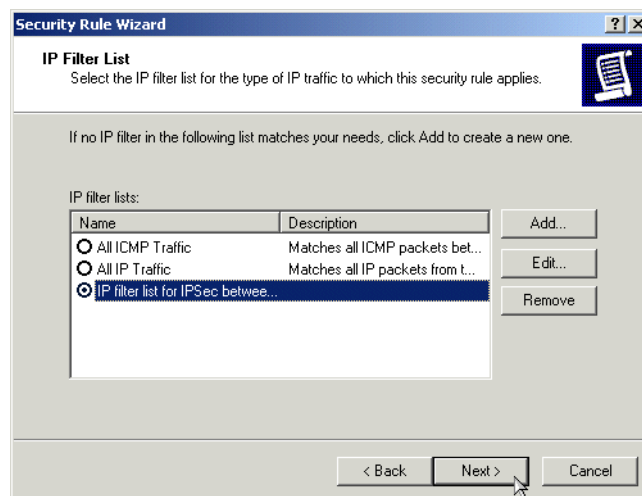 Security Rule Wizard
IP Filter List
Select the IP filter list for the type of IP traffic to which this security rule applies.
If no IP filter in the following list matches your needs, click Add to create a new one.
IP filter lists:
Name Description
All ICMP Traffic Matches all ICMP packets bet...
All IP Traffic Matches all IP packets from t...
IP filter list for IPSec betwee...
Add...
Edit...
Remove
< Back Next > Cancel